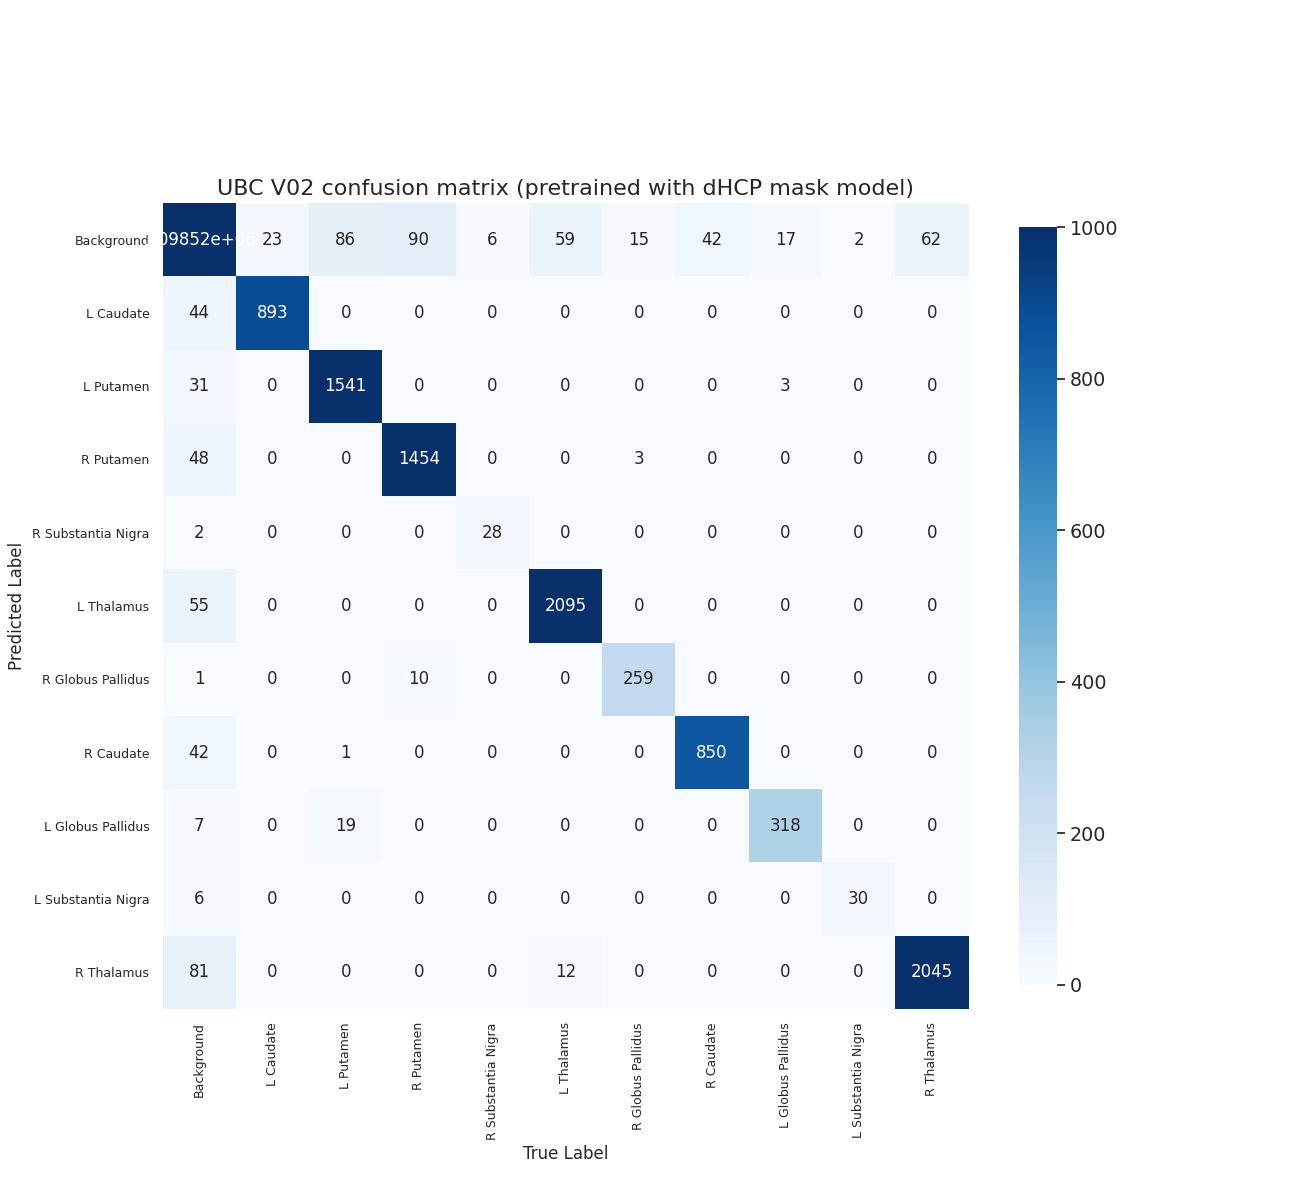 UBC V02 confusion matrix (pretrained with dHCP mask model)
Background 23 86 90 6 59 15 42 17 2 62
L Caudate 44 893 0 0 0 0 0 0 0 0 0
L Putamen 31 0 1541 0 0 0 0 0 3 0 0
R Putamen 48 0 0 1454 0 0 3 0 0 0 0
R Substantia Nigra 2 0 0 0 28 0 0 0 0 0 0
L Thalamus 55 0 0 0 0 2095 0 0 0 0 0
R Globus Pallidus 1 0 0 10 0 0 259 0 0 0 0
R Caudate 42 0 1 0 0 0 0 850 0 0 0
L Globus Pallidus 7 0 19 0 0 0 0 0 318 0 0
L Substantia Nigra 6 0 0 0 0 0 0 0 0 30 0
R Thalamus 81 0 0 0 0 12 0 0 0 0 2045
Background
L Caudate
L Putamen
R Putamen
R Substantia Nigra
L Thalamus
R Globus Pallidus
R Caudate
L Globus Pallidus
L Substantia Nigra
R Thalamus
True Label
Predicted Label
1000
800
600
400
200
0